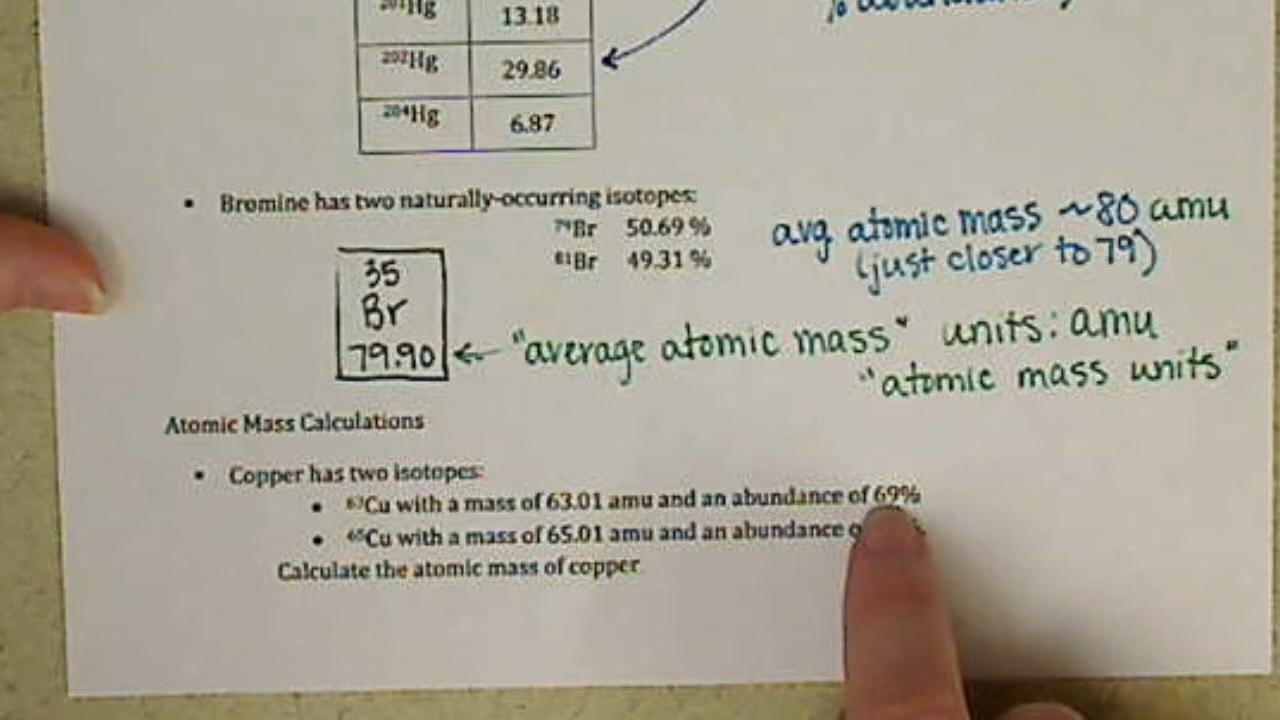 201Hg 13.18
202Hg 29.86
204Hg 6.87
• Bromine has two naturally-occurring isotopes:
79Br 50.69 %
81Br 49.31 %
avg atomic mass ~80 amu
(just closer to 79)
35
Br
79.90
"average atomic mass" units: amu
"atomic mass units"
Atomic Mass Calculations
• Copper has two isotopes:
• 63Cu with a mass of 63.01 amu and an abundance of 69%
• 65Cu with a mass of 65.01 amu and an abundance
Calculate the atomic mass of copper